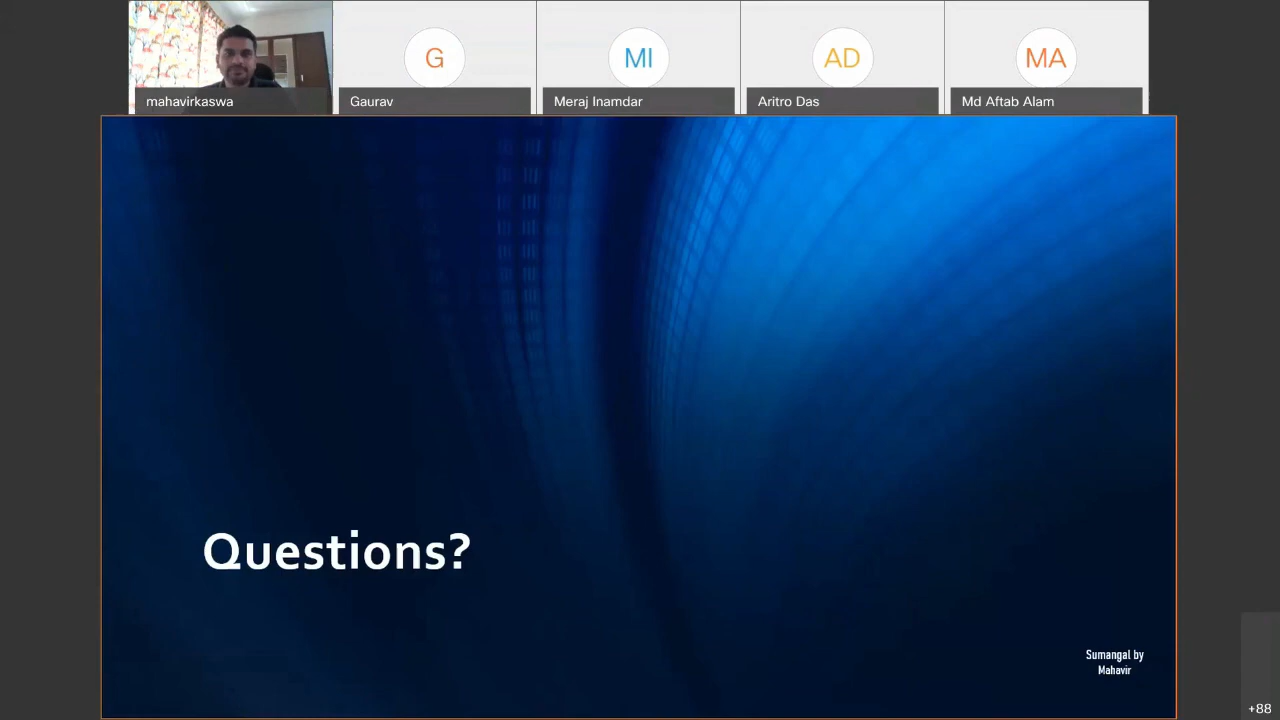 G
MI
AD
MA
mahavirkaswa
Gaurav
Meraj Inamdar
Aritro Das
Md Aftab Alam
Questions?
Sumangal by
Mahavir
+88